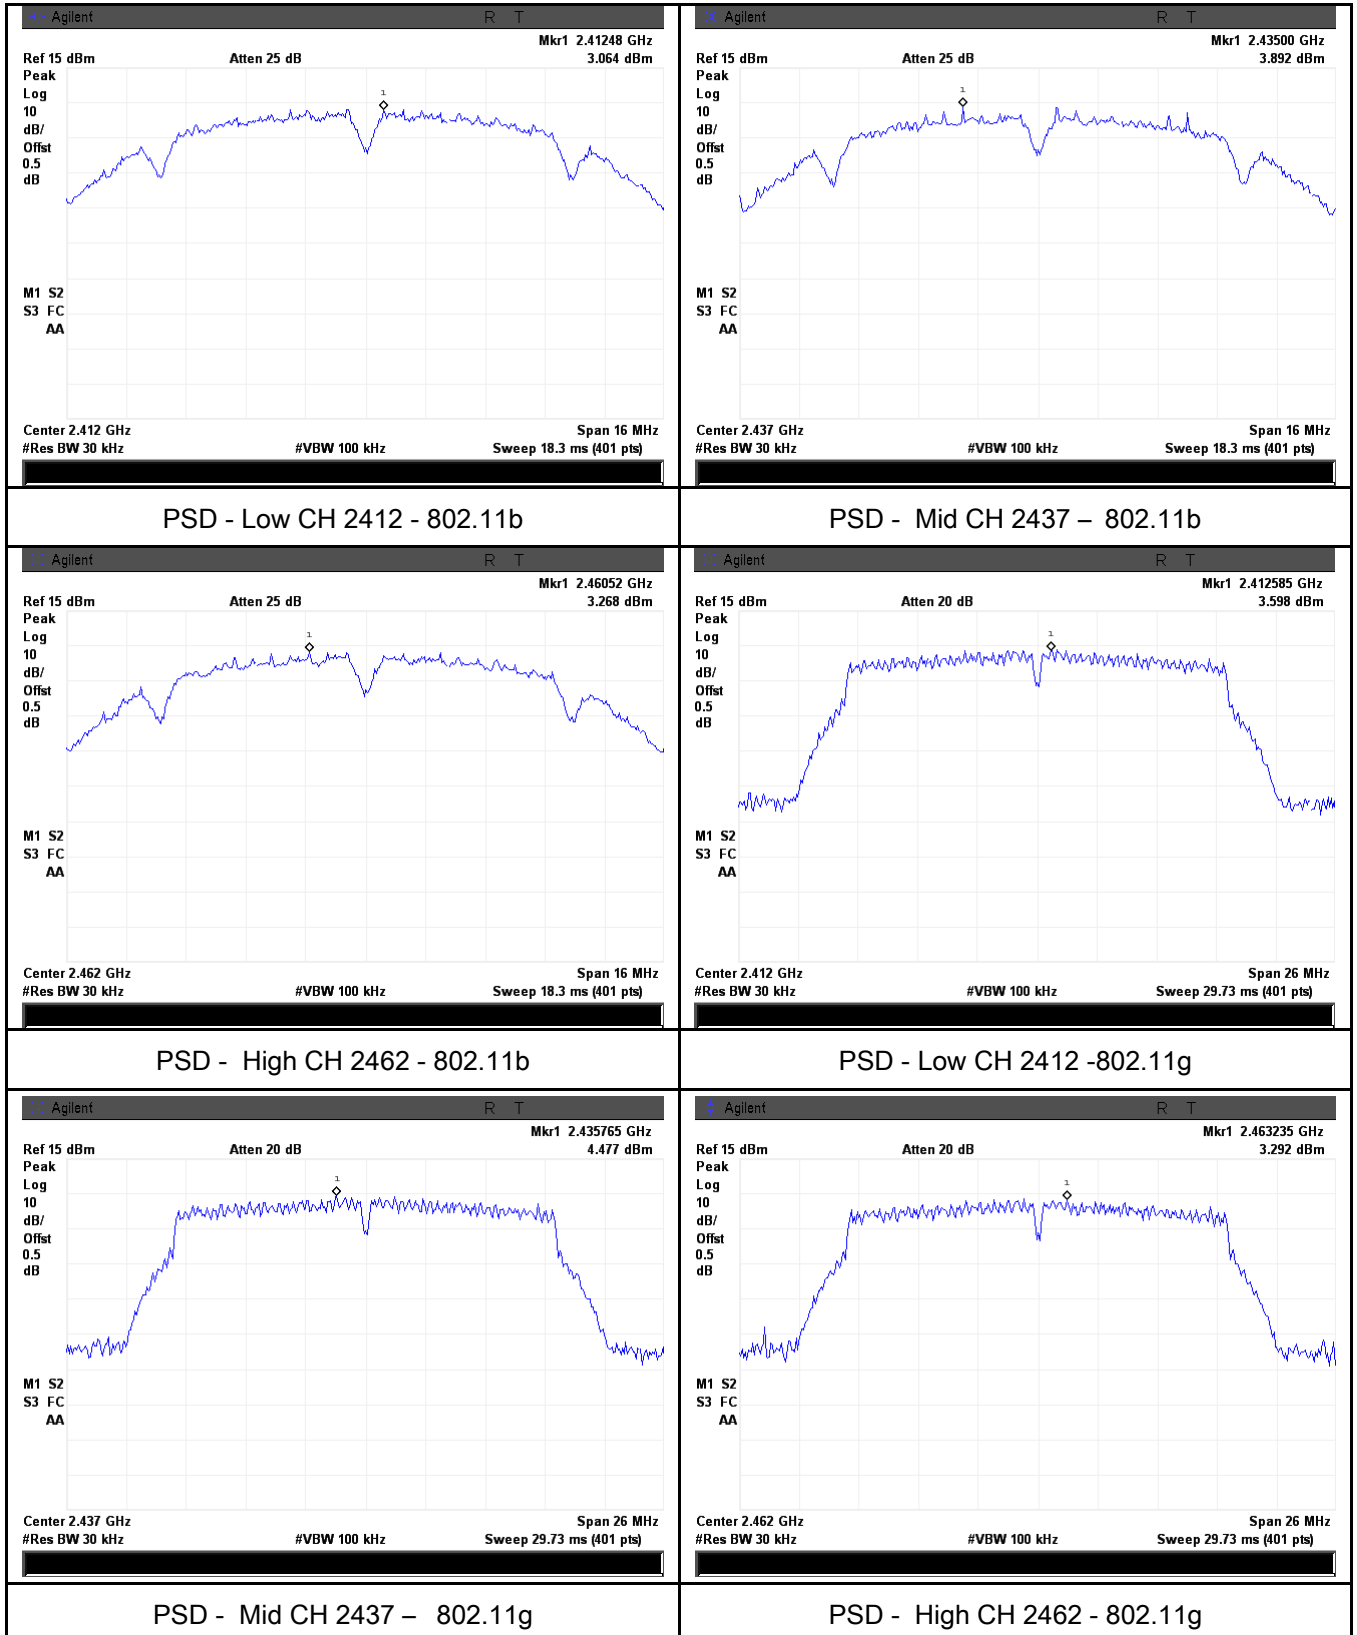 Agilent R T
Mkr1 2.41248 GHz
Ref 15 dBm Atten 25 dB 3.064 dBm
Peak
Log
10
dB/
Offst
0.5
dB
1
M1 S2
S3 FC
AA
Center 2.412 GHz Span 16 MHz
#Res BW 30 kHz #VBW 100 kHz Sweep 18.3 ms (401 pts)
PSD - Low CH 2412 - 802.11b
Agilent R T
Mkr1 2.43500 GHz
Ref 15 dBm Atten 25 dB 3.892 dBm
Peak
Log
10
dB/
Offst
0.5
dB
1
M1 S2
S3 FC
AA
Center 2.437 GHz Span 16 MHz
#Res BW 30 kHz #VBW 100 kHz Sweep 18.3 ms (401 pts)
PSD - Mid CH 2437 – 802.11b
Agilent R T
Mkr1 2.46052 GHz
Ref 15 dBm Atten 25 dB 3.268 dBm
Peak
Log
10
dB/
Offst
0.5
dB
1
M1 S2
S3 FC
AA
Center 2.462 GHz Span 16 MHz
#Res BW 30 kHz #VBW 100 kHz Sweep 18.3 ms (401 pts)
PSD - High CH 2462 - 802.11b
Agilent R T
Mkr1 2.412585 GHz
Ref 15 dBm Atten 20 dB 3.598 dBm
Peak
Log
10
dB/
Offst
0.5
dB
1
M1 S2
S3 FC
AA
Center 2.412 GHz Span 26 MHz
#Res BW 30 kHz #VBW 100 kHz Sweep 29.73 ms (401 pts)
PSD - Low CH 2412 -802.11g
Agilent R T
Mkr1 2.435765 GHz
Ref 15 dBm Atten 20 dB 4.477 dBm
Peak
Log
10
dB/
Offst
0.5
dB
1
M1 S2
S3 FC
AA
Center 2.437 GHz Span 26 MHz
#Res BW 30 kHz #VBW 100 kHz Sweep 29.73 ms (401 pts)
PSD - Mid CH 2437 – 802.11g
Agilent R T
Mkr1 2.463235 GHz
Ref 15 dBm Atten 20 dB 3.292 dBm
Peak
Log
10
dB/
Offst
0.5
dB
1
M1 S2
S3 FC
AA
Center 2.462 GHz Span 26 MHz
#Res BW 30 kHz #VBW 100 kHz Sweep 29.73 ms (401 pts)
PSD - High CH 2462 - 802.11g